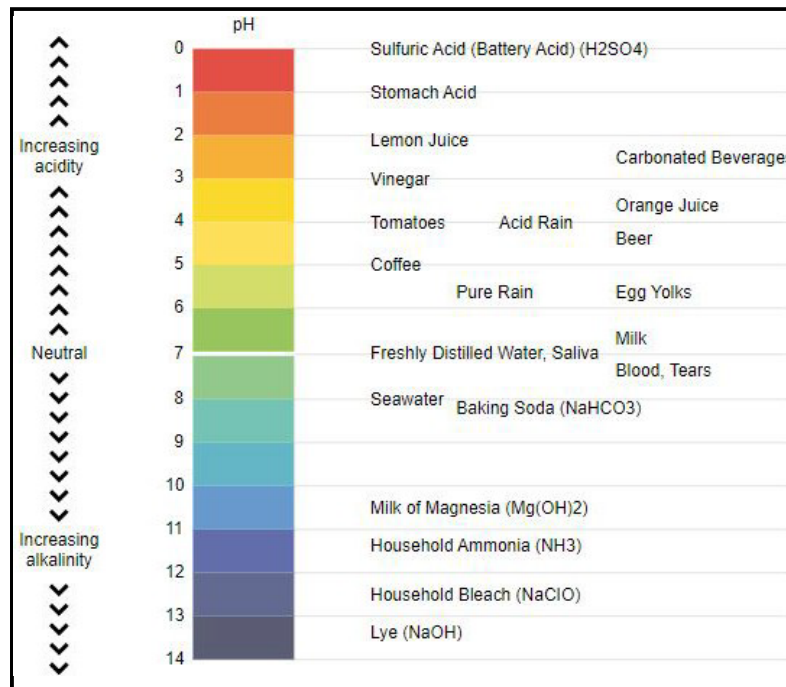 pH
0 Sulfuric Acid (Battery Acid) (H2SO4)
1 Stomach Acid
2 Lemon Juice
Increasing
acidity
Carbonated Beverages
3 Vinegar
Orange Juice
4 Tomatoes Acid Rain
Beer
5 Coffee
Pure Rain Egg Yolks
6
Milk
Neutral 7 Freshly Distilled Water, Saliva
Blood, Tears
8 Seawater
Baking Soda (NaHCO3)
9
10
Milk of Magnesia (Mg(OH)2)
11
Increasing
alkalinity
Household Ammonia (NH3)
12
Household Bleach (NaClO)
13
Lye (NaOH)
14